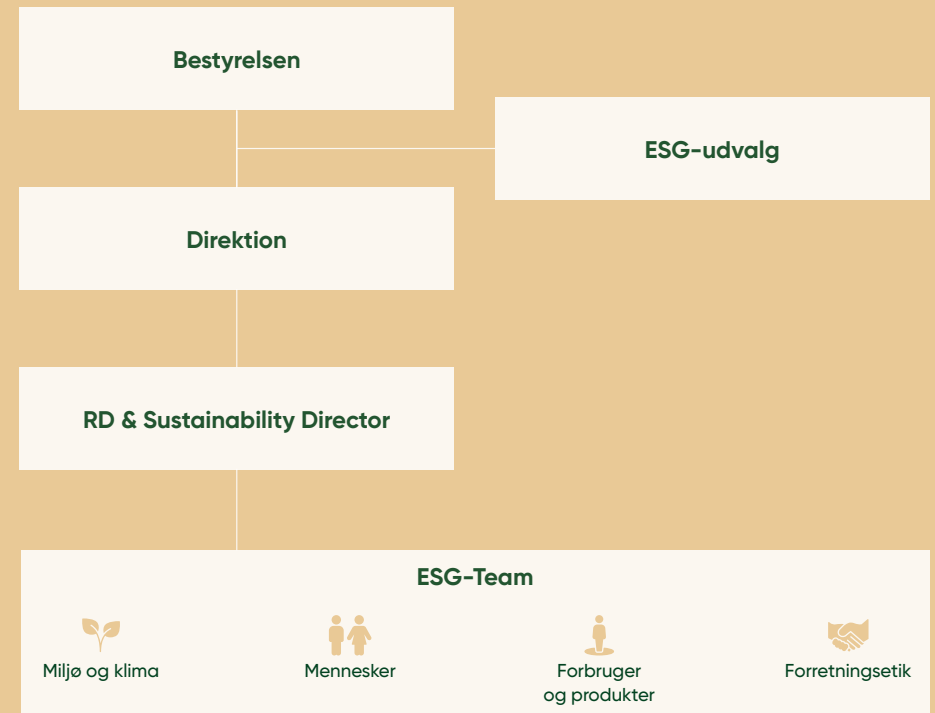 Bestyrelsen
ESG-udvalg
Direktion
RD & Sustainability Director
ESG-Team
Miljø og klima
Mennesker
Forbruger
og produkter
Forretningsetik